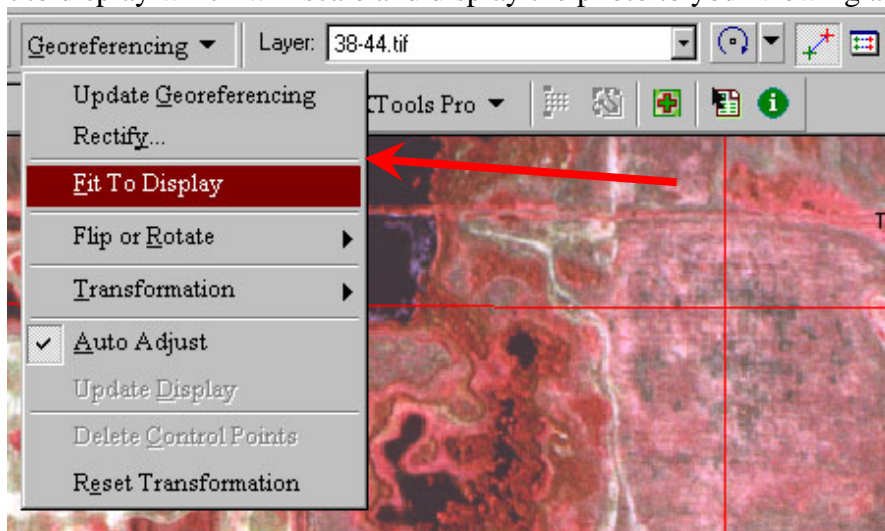 Georeferencing Layer: 38-44.tif
Update Georeferencing
XTools Pro
Rectify...
Fit To Display
Flip or Rotate
Transformation
Auto Adjust
Update Display
Delete Control Points
Reset Transformation